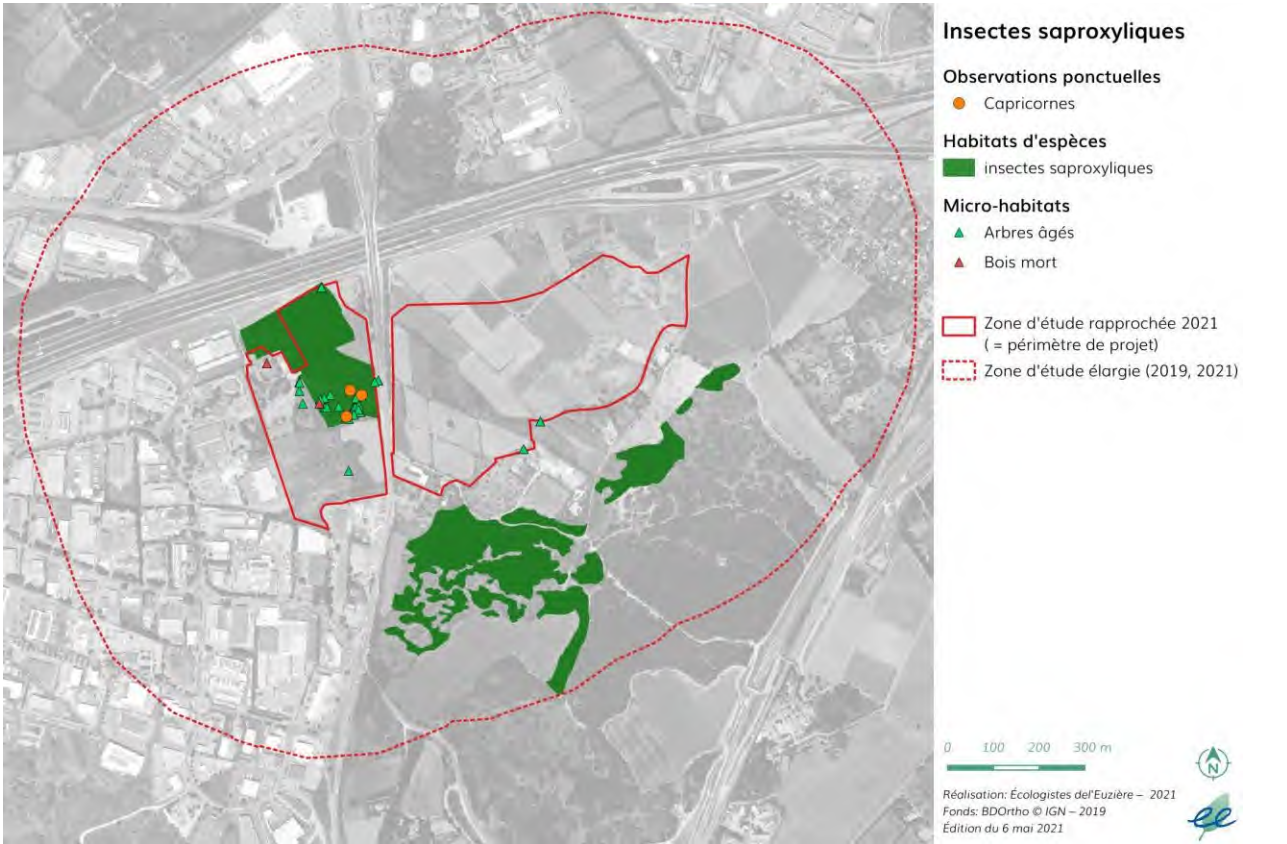 Insectes saproxyliques
Observations ponctuelles
Capricornes
Habitats d'espèces
insectes saproxyliques
Micro-habitats
Arbres âgés
Bois mort
Zone d'étude rapprochée 2021
( = périmètre de projet)
Zone d'étude élargie (2019, 2021)
0 100 200 300 m
N
Réalisation: Écologistes del'Euzière – 2021
Fonds: BDOrtho © IGN – 2019
Édition du 6 mai 2021
ee